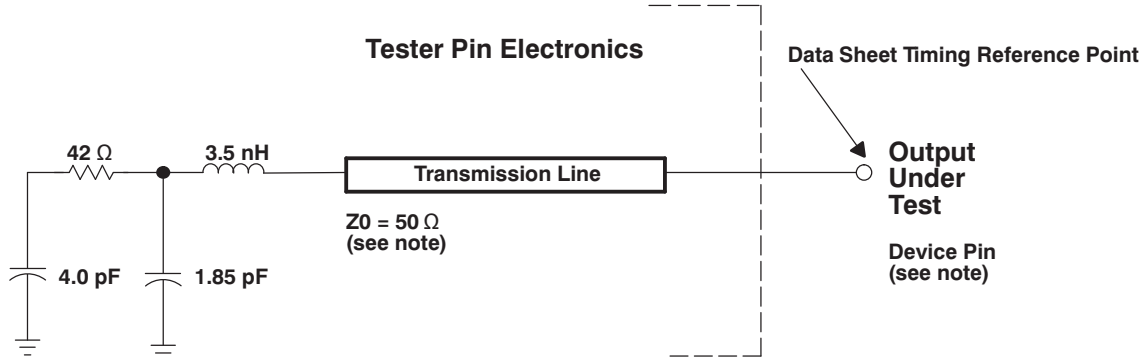 Tester Pin Electronics
Data Sheet Timing Reference Point
42 Ω
3.5 nH
Transmission Line
Output
Under
Test
Z0 = 50 Ω
(see note)
Device Pin
(see note)
4.0 pF
1.85 pF